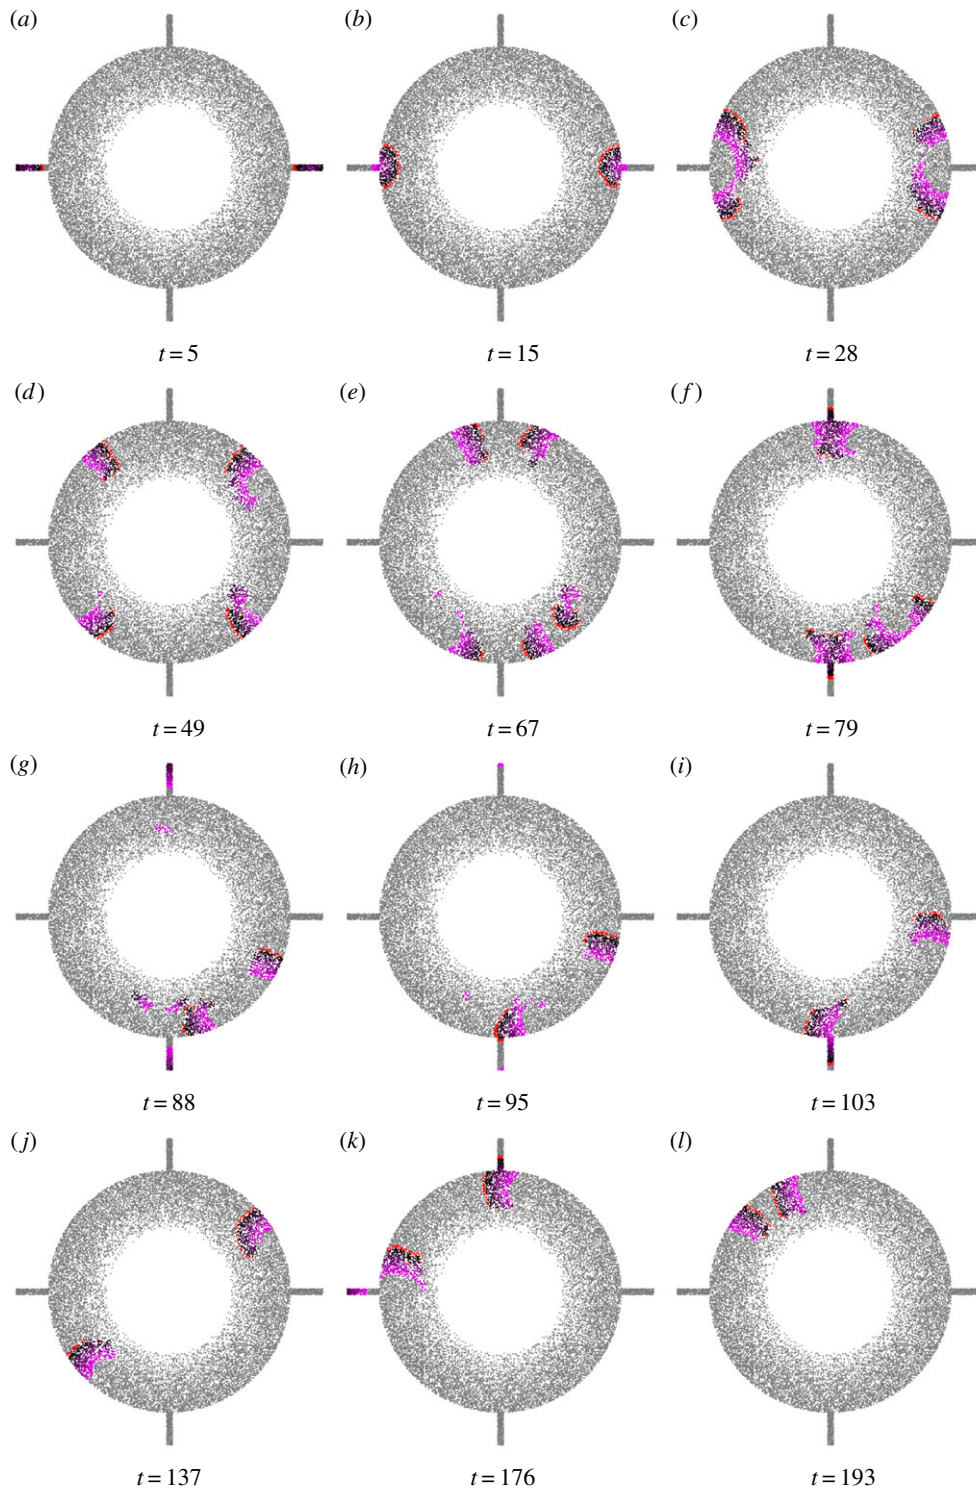 (a) (b) (c)
t = 5 t = 15 t = 28
(d) (e) (f)
t = 49 t = 67 t = 79
(g) (h) (i)
t = 88 t = 95 t = 103
(j) (k) (l)
t = 137 t = 176 t = 193